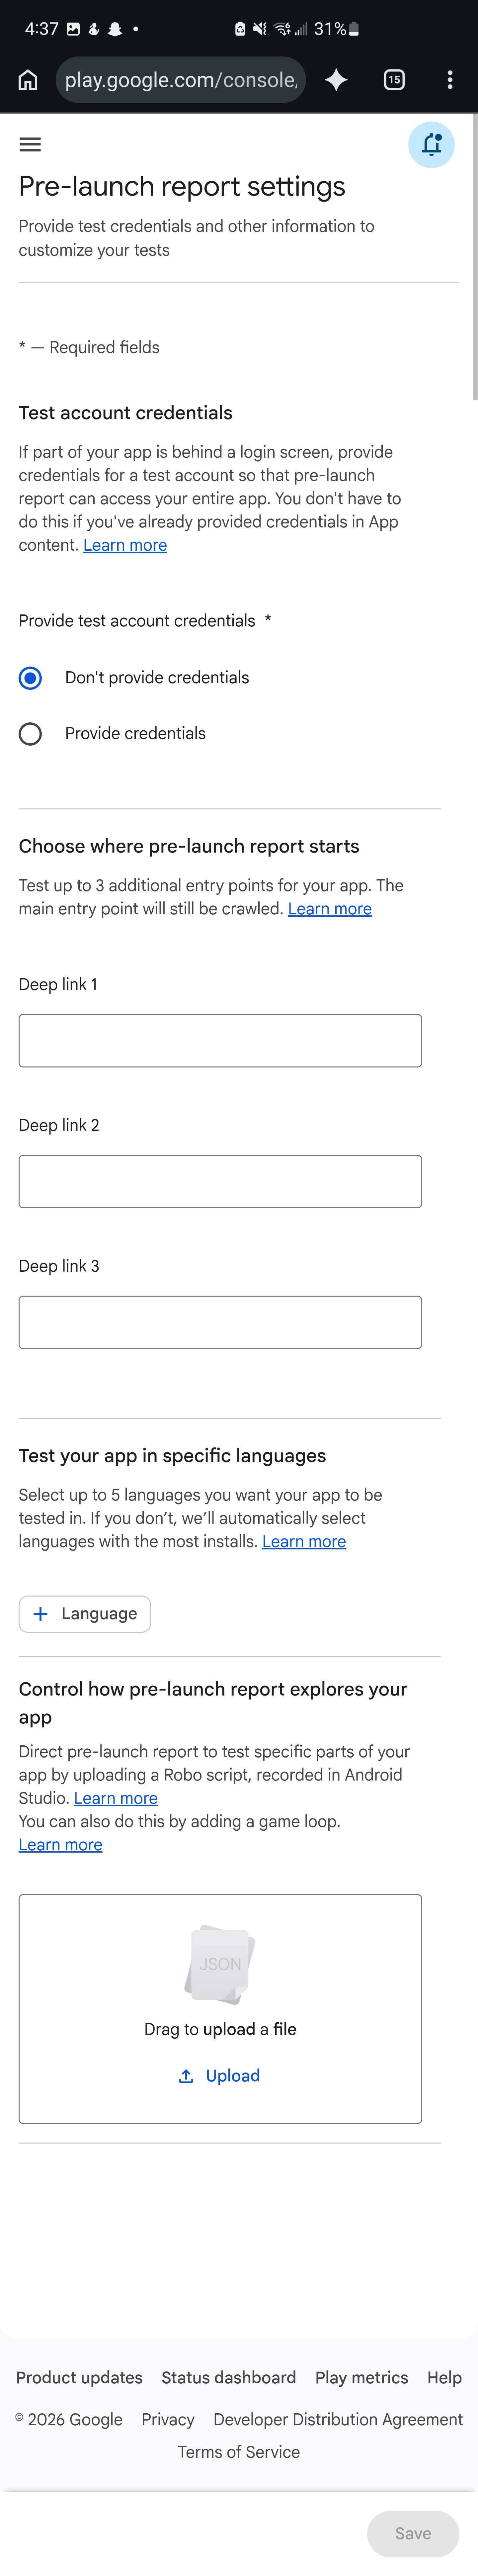 4:37
31%
play.google.com/console/
15
Pre-launch report settings
Provide test credentials and other information to
customize your tests
* — Required fields
Test account credentials
If part of your app is behind a login screen, provide
credentials for a test account so that pre-launch
report can access your entire app. You don't have to
do this if you've already provided credentials in App
content. Learn more
Provide test account credentials *
Don't provide credentials
Provide credentials
Choose where pre-launch report starts
Test up to 3 additional entry points for your app. The
main entry point will still be crawled. Learn more
Deep link 1
Deep link 2
Deep link 3
Test your app in specific languages
Select up to 5 languages you want your app to be
tested in. If you don’t, we’ll automatically select
languages with the most installs. Learn more
+ Language
Control how pre-launch report explores your
app
Direct pre-launch report to test specific parts of your
app by uploading a Robo script, recorded in Android
Studio. Learn more
You can also do this by adding a game loop.
Learn more
JSON
Drag to upload a file
Upload
Product updates Status dashboard Play metrics Help
© 2026 Google Privacy Developer Distribution Agreement
Terms of Service
Save